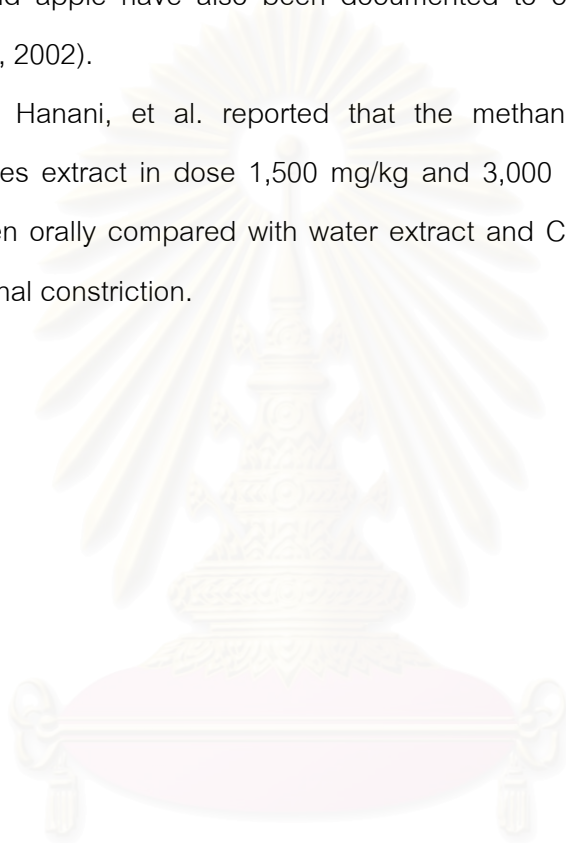 apple have also been documented to
, 2002).
Hanani, et al. reported that the methan
es extract in dose 1,500 mg/kg and 3,000
n orally compared with water extract and C
nal constriction.